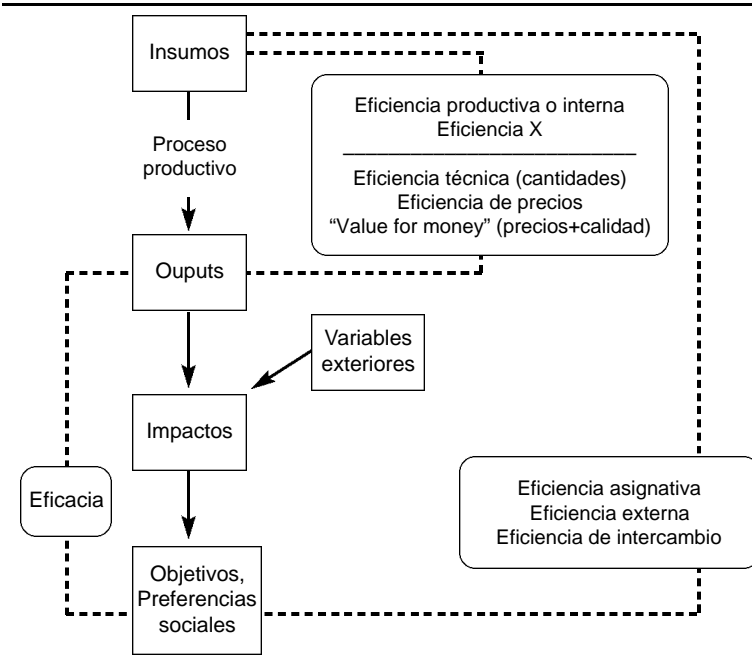 Insumos
Eficiencia productiva o interna
Eficiencia X
Eficiencia técnica (cantidades)
Eficiencia de precios
“Value for money” (precios+calidad)
Proceso
productivo
Ouputs
Variables
exteriores
Impactos
Eficacia
Eficiencia asignativa
Eficiencia externa
Eficiencia de intercambio
Objetivos,
Preferencias
sociales